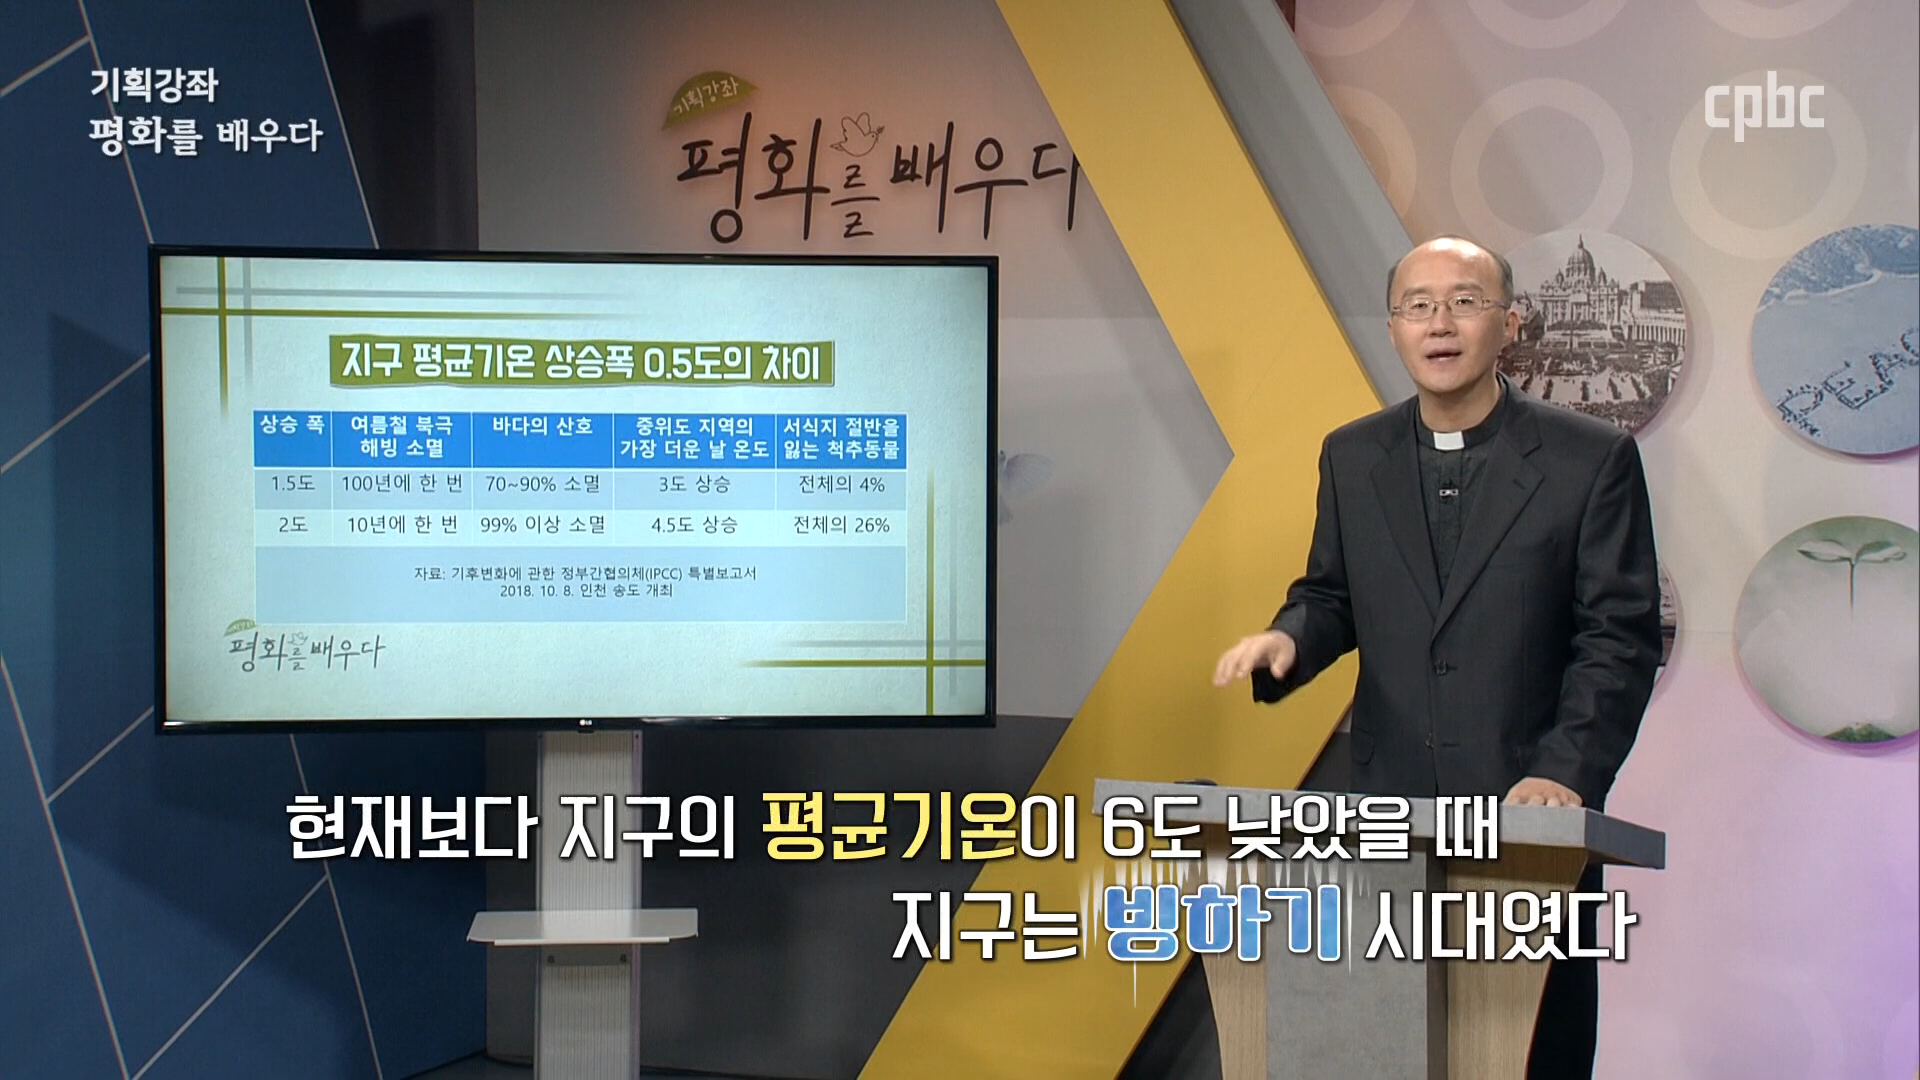 기획강좌
평화를 배우다
cpbc
기획강좌
평화를 배우다
지구 평균기온 상승폭 0.5도의 차이
상승 폭 여름철 북극 해빙 소멸 바다의 산호 중위도 지역의 가장 더운 날 온도 서식지 절반을 잃는 척추동물
1.5도 100년에 한 번 70~90% 소멸 3도 상승 전체의 4%
2도 10년에 한 번 99% 이상 소멸 4.5도 상승 전체의 26%
자료: 기후변화에 관한 정부간협의체(IPCC) 특별보고서
2018. 10. 8. 인천 송도 개최
기획강좌
평화를 배우다
LG
PEAC
현재보다 지구의 평균기온이 6도 낮았을 때
지구는 빙하기 시대였다